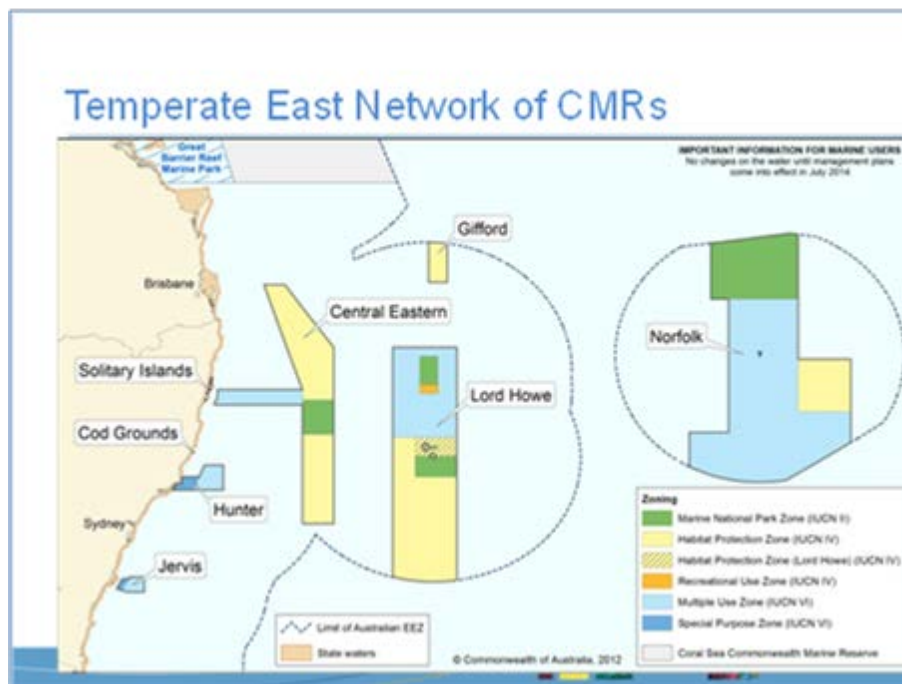 Temperate East Network of CMRs
Great
Barrier Reef
Marine Park
IMPORTANT INFORMATION FOR MARINE USERS
No changes on the water until management plans
come into effect in July 2014
Gifford
Brisbane
Central Eastern
Norfolk
Solitary Islands
Lord Howe
Cod Grounds
Hunter
Sydney
Jervis
Zoning
Marine National Park Zone (IUCN II)
Habitat Protection Zone (IUCN IV)
Habitat Protection Zone (Lord Howe) IUCN IV)
Recreational Use Zone (IUCN IV)
Multiple Use Zone (IUCN VI)
Special Purpose Zone (IUCN VI)
Limit of Australian EEZ
State waters
Coral Sea Commonwealth Marine Reserve
© Commonwealth of Australia, 2012